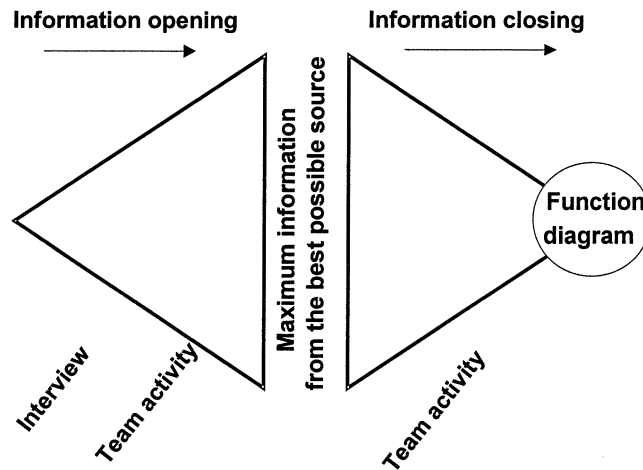 Information opening
Information closing
Maximum information
from the best possible source
Function
diagram
Interview
Team activity
Team activity